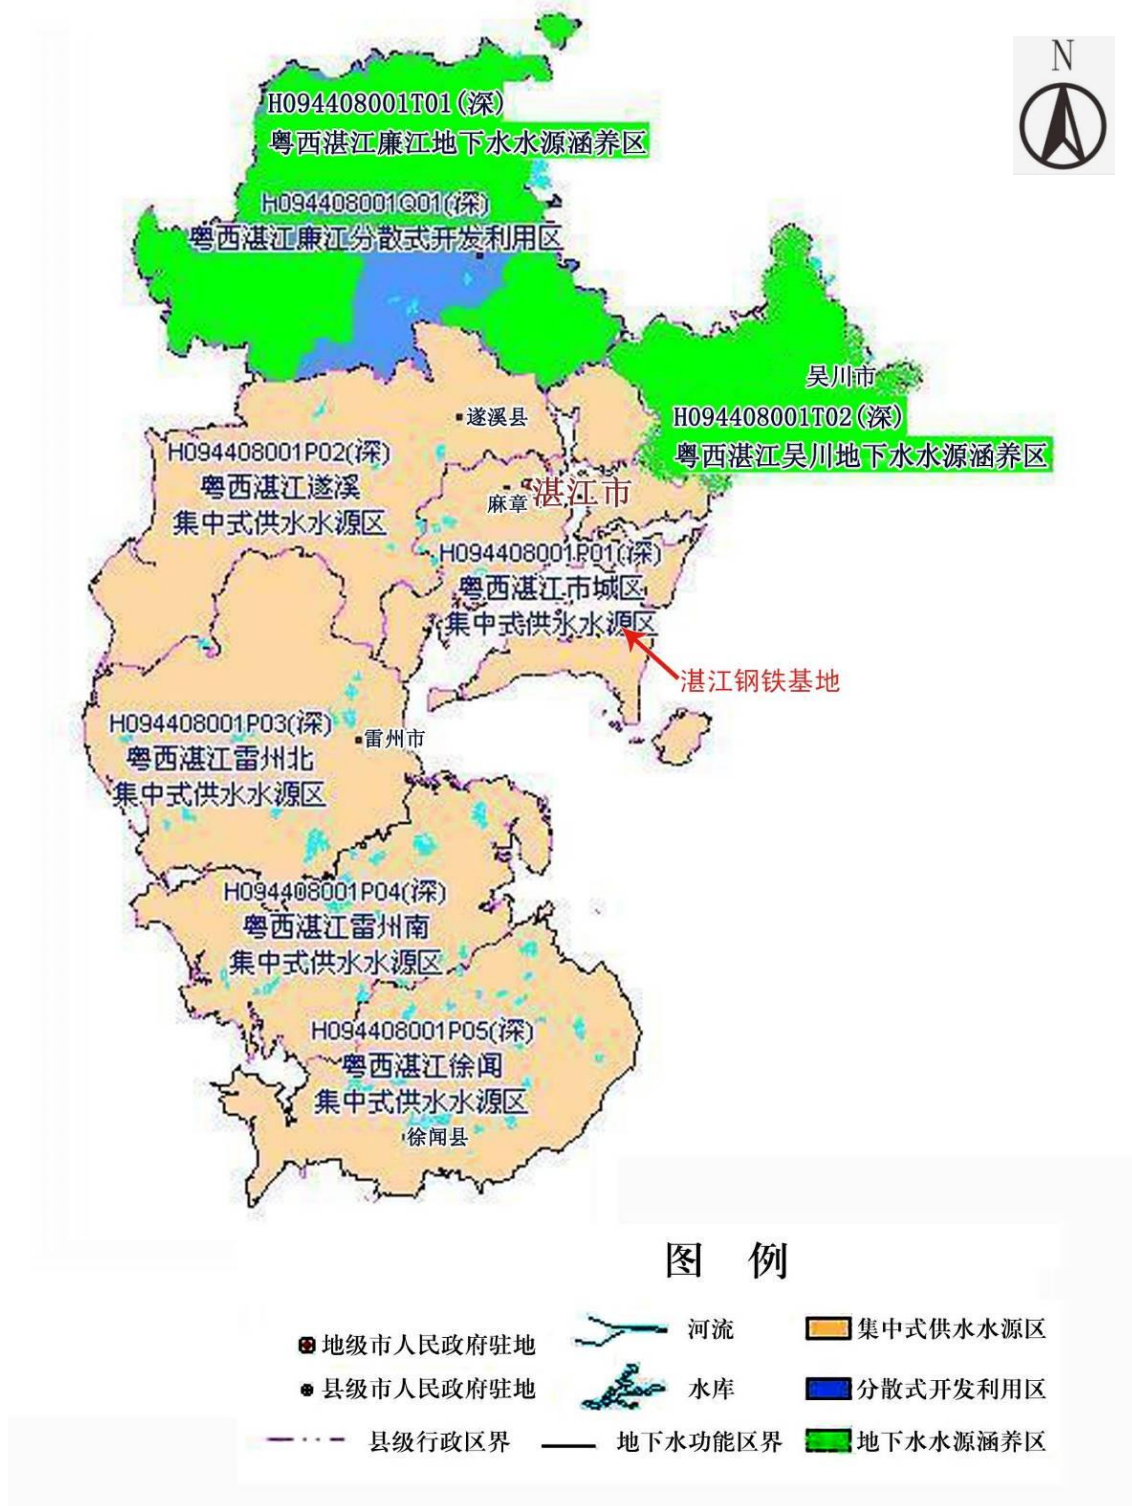 N
H094408001T01(深)
粤西湛江廉江地下水水源涵养区
H094408001Q01(深)
粤西湛江廉江分散式开发利用区
吴川市
H094408001T02(深)
粤西湛江吴川地下水水源涵养区
遂溪县
H094408001P02(深)
粤西湛江遂溪
集中式供水水源区
麻章
湛江市
H094408001P01(深)
粤西湛江市城区
集中式供水水源区
湛江钢铁基地
H094408001P03(深)
粤西湛江雷州北
集中式供水水源区
雷州市
H094408001P04(深)
粤西湛江雷州南
集中式供水水源区
H094408001P05(深)
粤西湛江徐闻
集中式供水水源区
徐闻县
图 例
地级市人民政府驻地
河流
集中式供水水源区
县级市人民政府驻地
水库
分散式开发利用区
县级行政区界
地下水功能区界
地下水水源涵养区